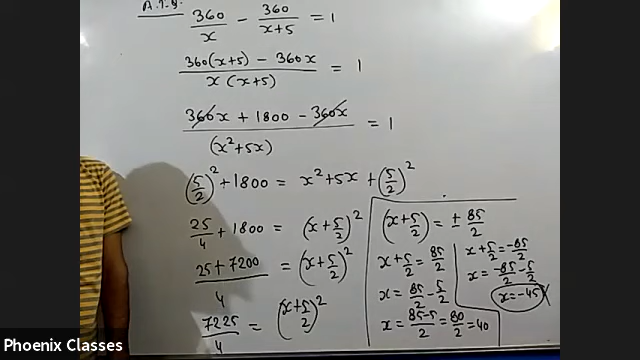 A.T.Q.
360/x - 360/x+5 = 1
360(x+5) - 360x / x(x+5) = 1
360x + 1800 - 360x / (x²+5x) = 1
(5/2)² + 1800 = x² + 5x + (5/2)²
25/4 + 1800 = (x + 5/2)²
25 + 7200 / 4 = (x + 5/2)²
7225/4 = (x + 5/2)²
(x + 5/2) = ± 85/2
x + 5/2 = 85/2
x = 85/2 - 5/2
x = 85-5/2 = 80/2 = 40
x + 5/2 = -85/2
x = -85/2 - 5/2
x = -45
Phoenix Classes